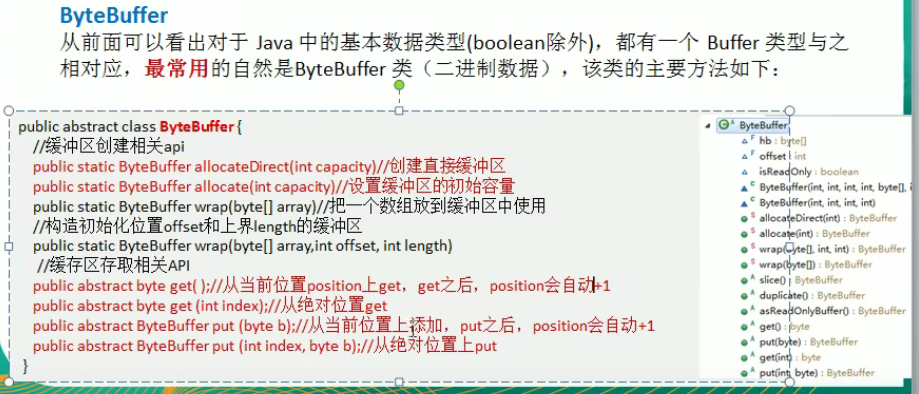 ByteBuffer
从前面可以看出对于 Java 中的基本数据类型(boolean除外)，都有一个 Buffer 类型与之
相对应，最常用的自然是ByteBuffer 类（二进制数据），该类的主要方法如下：
public abstract class ByteBuffer {
//缓冲区创建相关api
public static ByteBuffer allocateDirect(int capacity)//创建直接缓冲区
public static ByteBuffer allocate(int capacity)//设置缓冲区的初始容量
public static ByteBuffer wrap(byte[] array)//把一个数组放到缓冲区中使用
//构造初始化位置offset和上界length的缓冲区
public static ByteBuffer wrap(byte[] array,int offset, int length)
//缓存区存取相关API
public abstract byte get( );//从当前位置position上get，get之后，position会自动+1
public abstract byte get (int index);//从绝对位置get
public abstract ByteBuffer put (byte b);//从当前位置上添加，put之后，position会自动+1
public abstract ByteBuffer put (int index, byte b);//从绝对位置上put
}
ByteBuffer
hb : byte[]
offset : int
isReadOnly : boolean
ByteBuffer(int, int, int, int, byte[], i
ByteBuffer(int, int, int, int)
allocateDirect(int) : ByteBuffer
allocate(int) : ByteBuffer
wrap(byte[], int, int) : ByteBuffer
wrap(byte[]) : ByteBuffer
slice() : ByteBuffer
duplicate() : ByteBuffer
asReadOnlyBuffer() : ByteBuffer
get() : byte
put(byte) : ByteBuffer
get(int) : byte
put(int, byte) : ByteBuffer